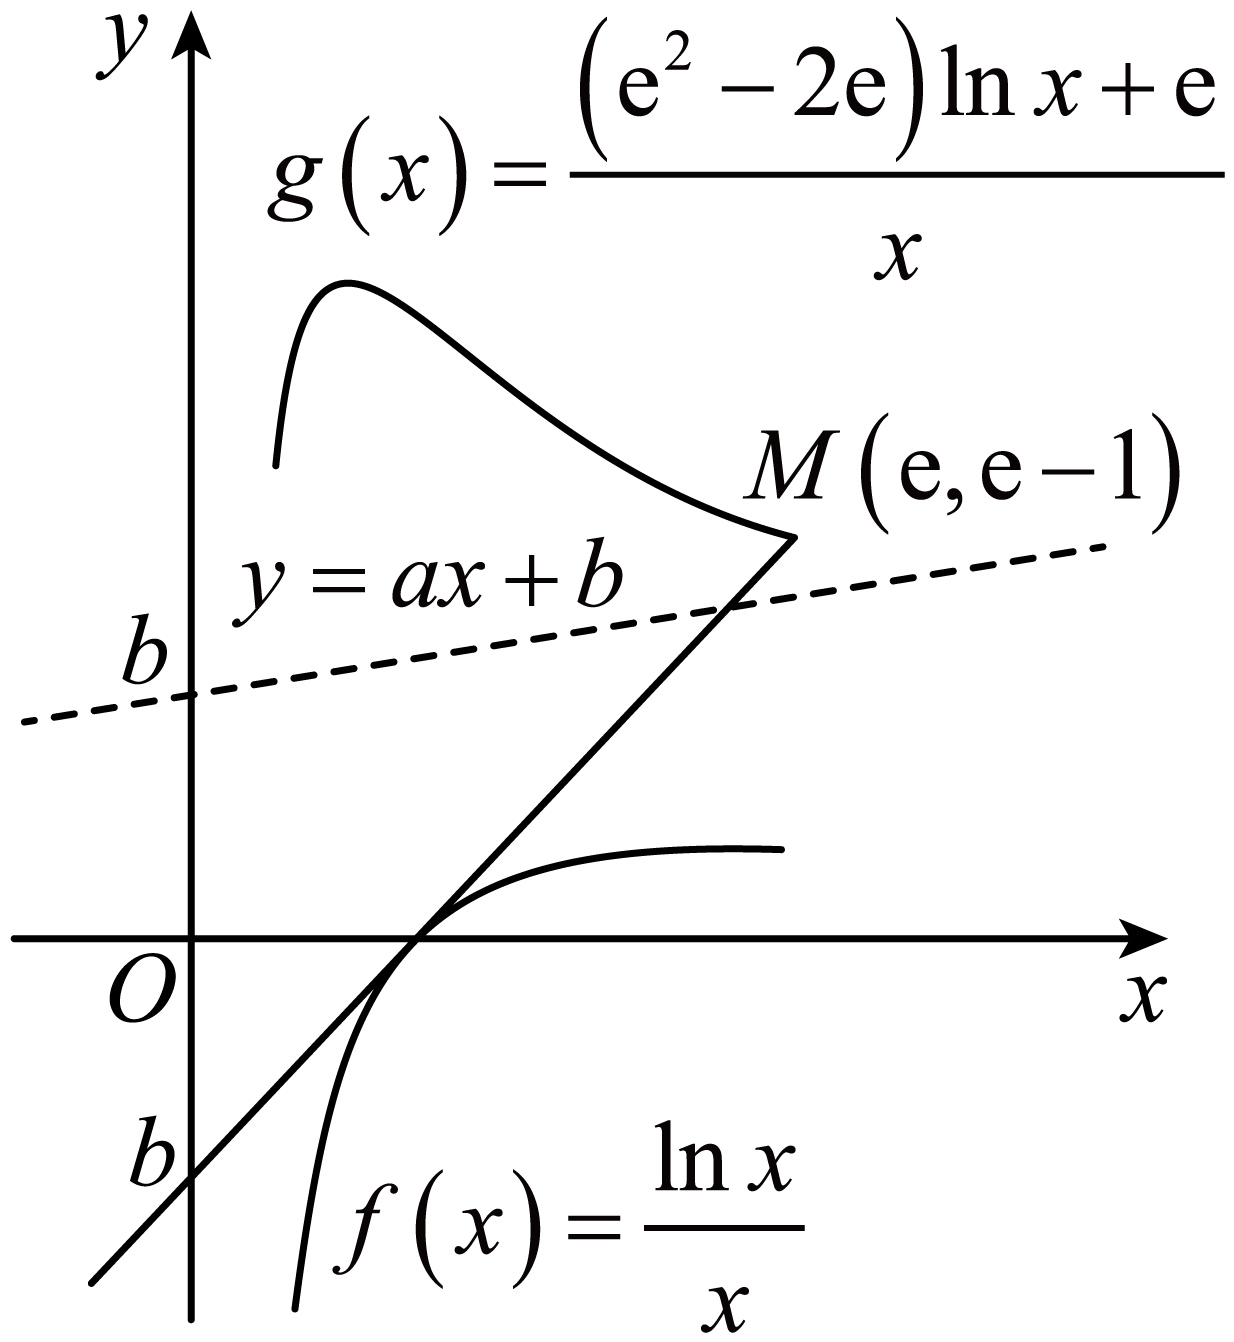 y
g(x) = ((e² − 2e) ln x + e) / x
M(e, e − 1)
y = ax + b
b
O
x
b
f(x) = ln x / x